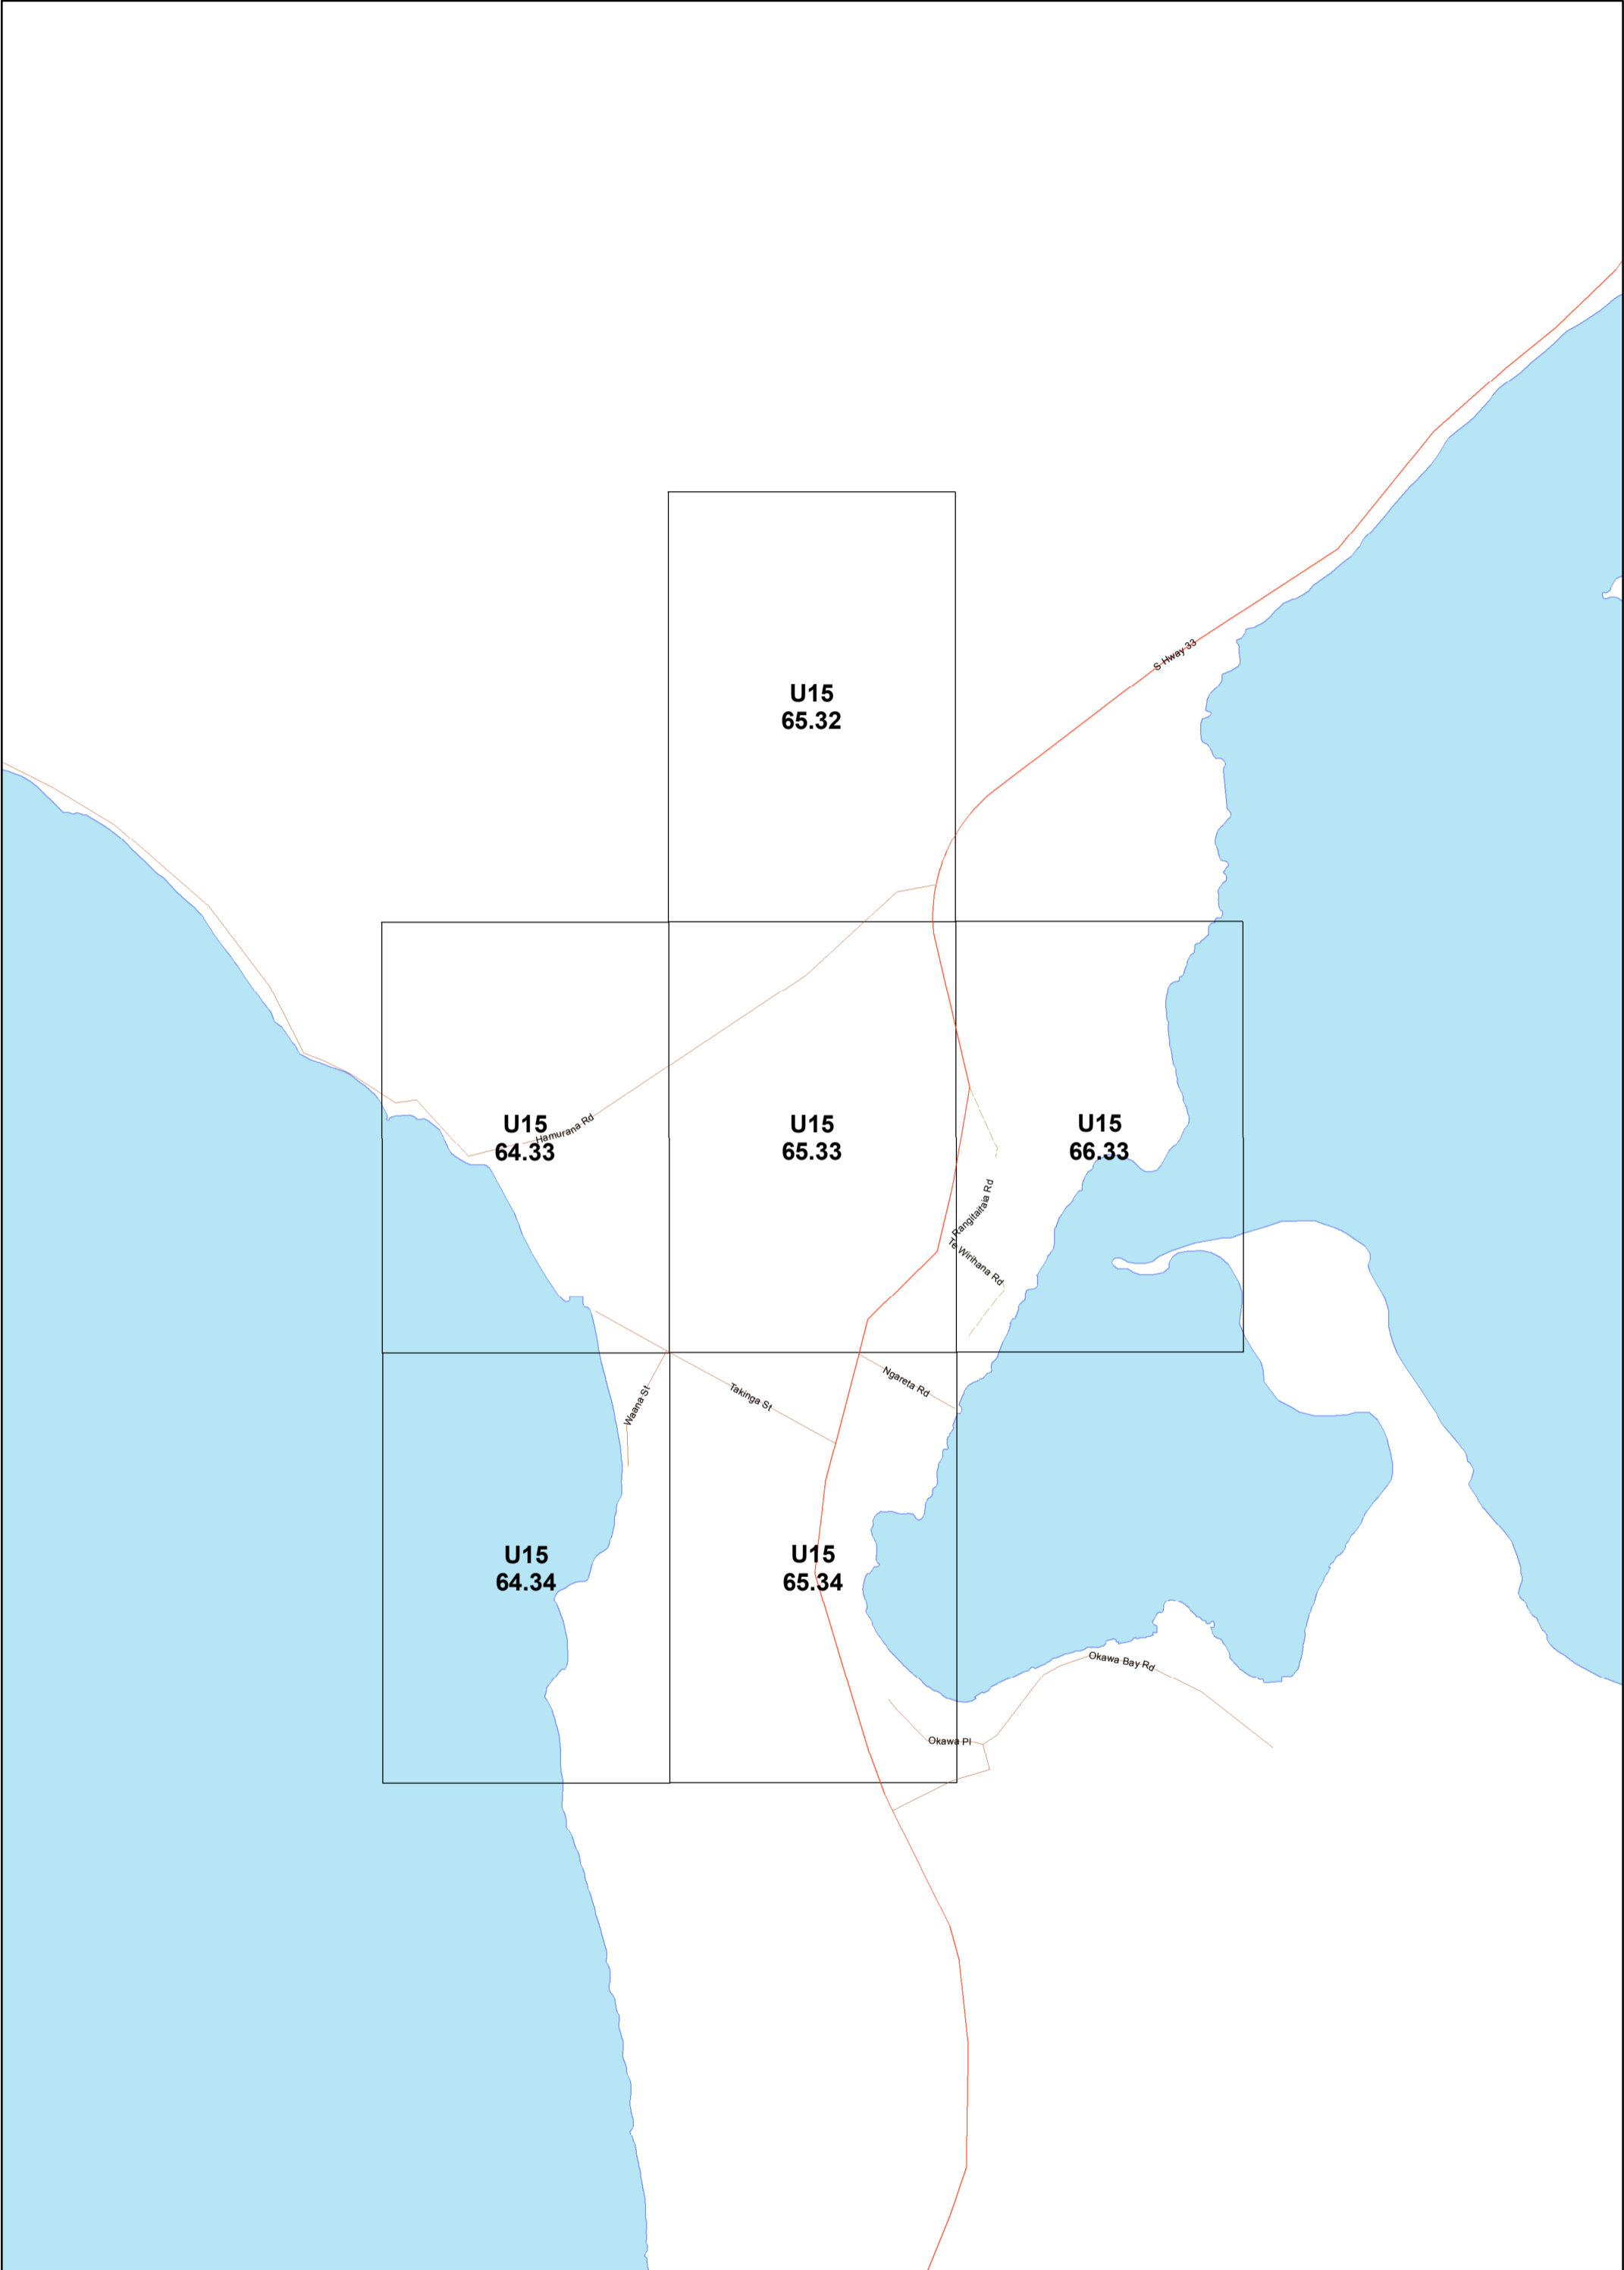 S Hway 33
U15
65.32
U15
64.33
Hamurana Rd
U15
65.33
U15
66.33
Rangitaitaia Rd
Te Wirihana Rd
Waana St
Takinga St
Ngareta Rd
U15
64.34
U15
65.34
Okawa Bay Rd
Okawa Pl